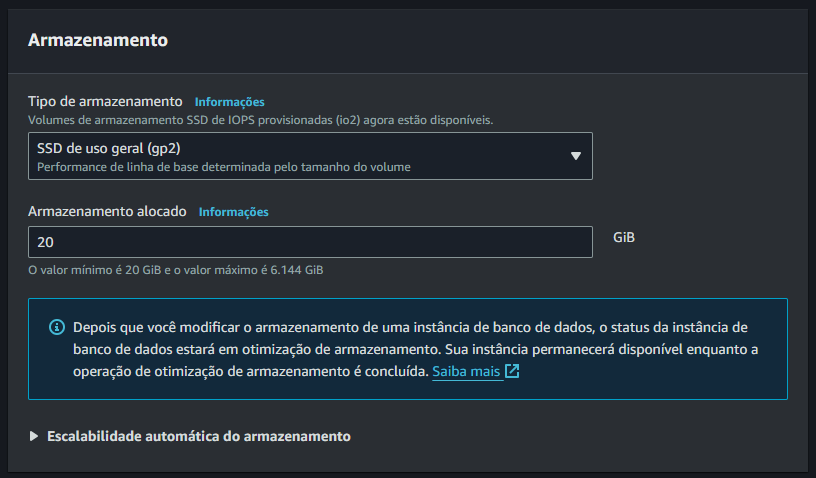 Armazenamento
Tipo de armazenamento Informações
Volumes de armazenamento SSD de IOPS provisionadas (io2) agora estão disponíveis.
SSD de uso geral (gp2)
Performance de linha de base determinada pelo tamanho do volume
Armazenamento alocado Informações
20
GiB
O valor mínimo é 20 GiB e o valor máximo é 6.144 GiB
Depois que você modificar o armazenamento de uma instância de banco de dados, o status da instância de
banco de dados estará em otimização de armazenamento. Sua instância permanecerá disponível enquanto a
operação de otimização de armazenamento é concluída. Saiba mais
Escalabilidade automática do armazenamento